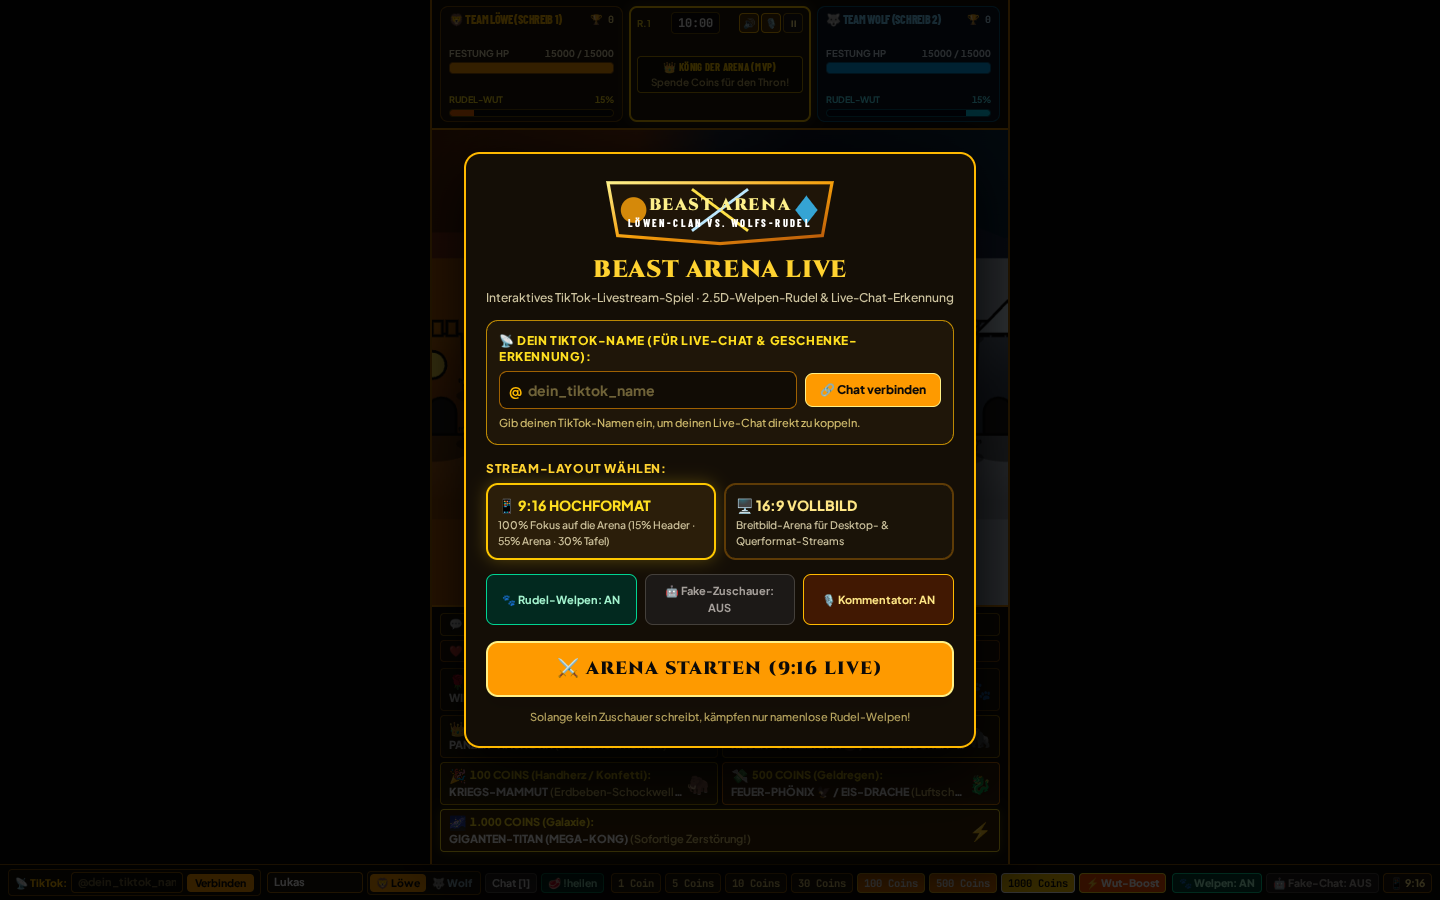 TEAM LÖWE (SCHREIB 1)
0
FESTUNG HP
15000 / 15000
RUDEL-WUT
15%
R.1
10:00
KÖNIG DER ARENA (MVP)
Spende Coins für den Thron!
TEAM WOLF (SCHREIB 2)
0
FESTUNG HP
15000 / 15000
RUDEL-WUT
15%
BEAST ARENA
LÖWEN-CLAN VS. WOLFS-RUDEL
BEAST ARENA LIVE
Interaktives TikTok-Livestream-Spiel · 2.5D-Welpen-Rudel & Live-Chat-Erkennung
DEIN TIKTOK-NAME (FÜR LIVE-CHAT & GESCHENKE-
ERKENNUNG):
@ dein_tiktok_name
Chat verbinden
Gib deinen TikTok-Namen ein, um deinen Live-Chat direkt zu koppeln.
STREAM-LAYOUT WÄHLEN:
9:16 HOCHFORMAT
100% Fokus auf die Arena (15% Header ·
55% Arena · 30% Tafel)
16:9 VOLLBILD
Breitbild-Arena für Desktop- &
Querformat-Streams
Rudel-Welpen: AN
Fake-Zuschauer:
AUS
Kommentator: AN
ARENA STARTEN (9:16 LIVE)
Solange kein Zuschauer schreibt, kämpfen nur namenlose Rudel-Welpen!
100 COINS (Handherz / Konfetti):
KRIEGS-MAMMUT (Erdbeben-Schockwell…
500 COINS (Geldregen):
FEUER-PHÖNIX / EIS-DRACHE (Luftsch…
1.000 COINS (Galaxie):
GIGANTEN-TITAN (MEGA-KONG) (Sofortige Zerstörung!)
TikTok:
@dein_tiktok_nar
Verbinden
Lukas
Löwe
Wolf
Chat [1]
!heilen
1 Coin
5 Coins
10 Coins
30 Coins
100 Coins
500 Coins
1000 Coins
Wut-Boost
Welpen: AN
Fake-Chat: AUS
9:16